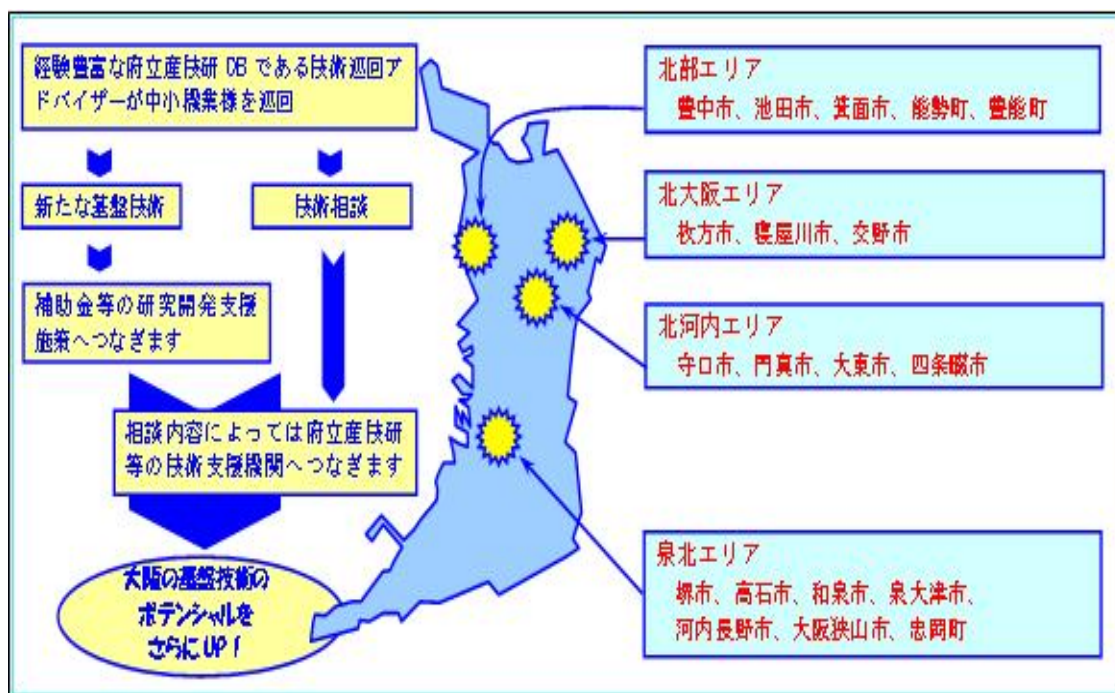 経験豊富な府立産技研OBである技術巡回ア
ドバイザーが中小機業様を巡回
新たな基盤技術
技術相談
補助金等の研究開発支援
施策へつなぎます
相談内容によっては府立産技研
等の技術支援機関へつなぎます
大阪の基盤技術の
ポテンシャルを
さらにUP!
北部エリア
豊中市、池田市、箕面市、能勢町、豊能町
北大阪エリア
枚方市、寝屋川市、交野市
北河内エリア
守口市、門真市、大東市、四条畷市
泉北エリア
堺市、高石市、和泉市、泉大津市、
河内長野市、大阪狭山市、忠岡町